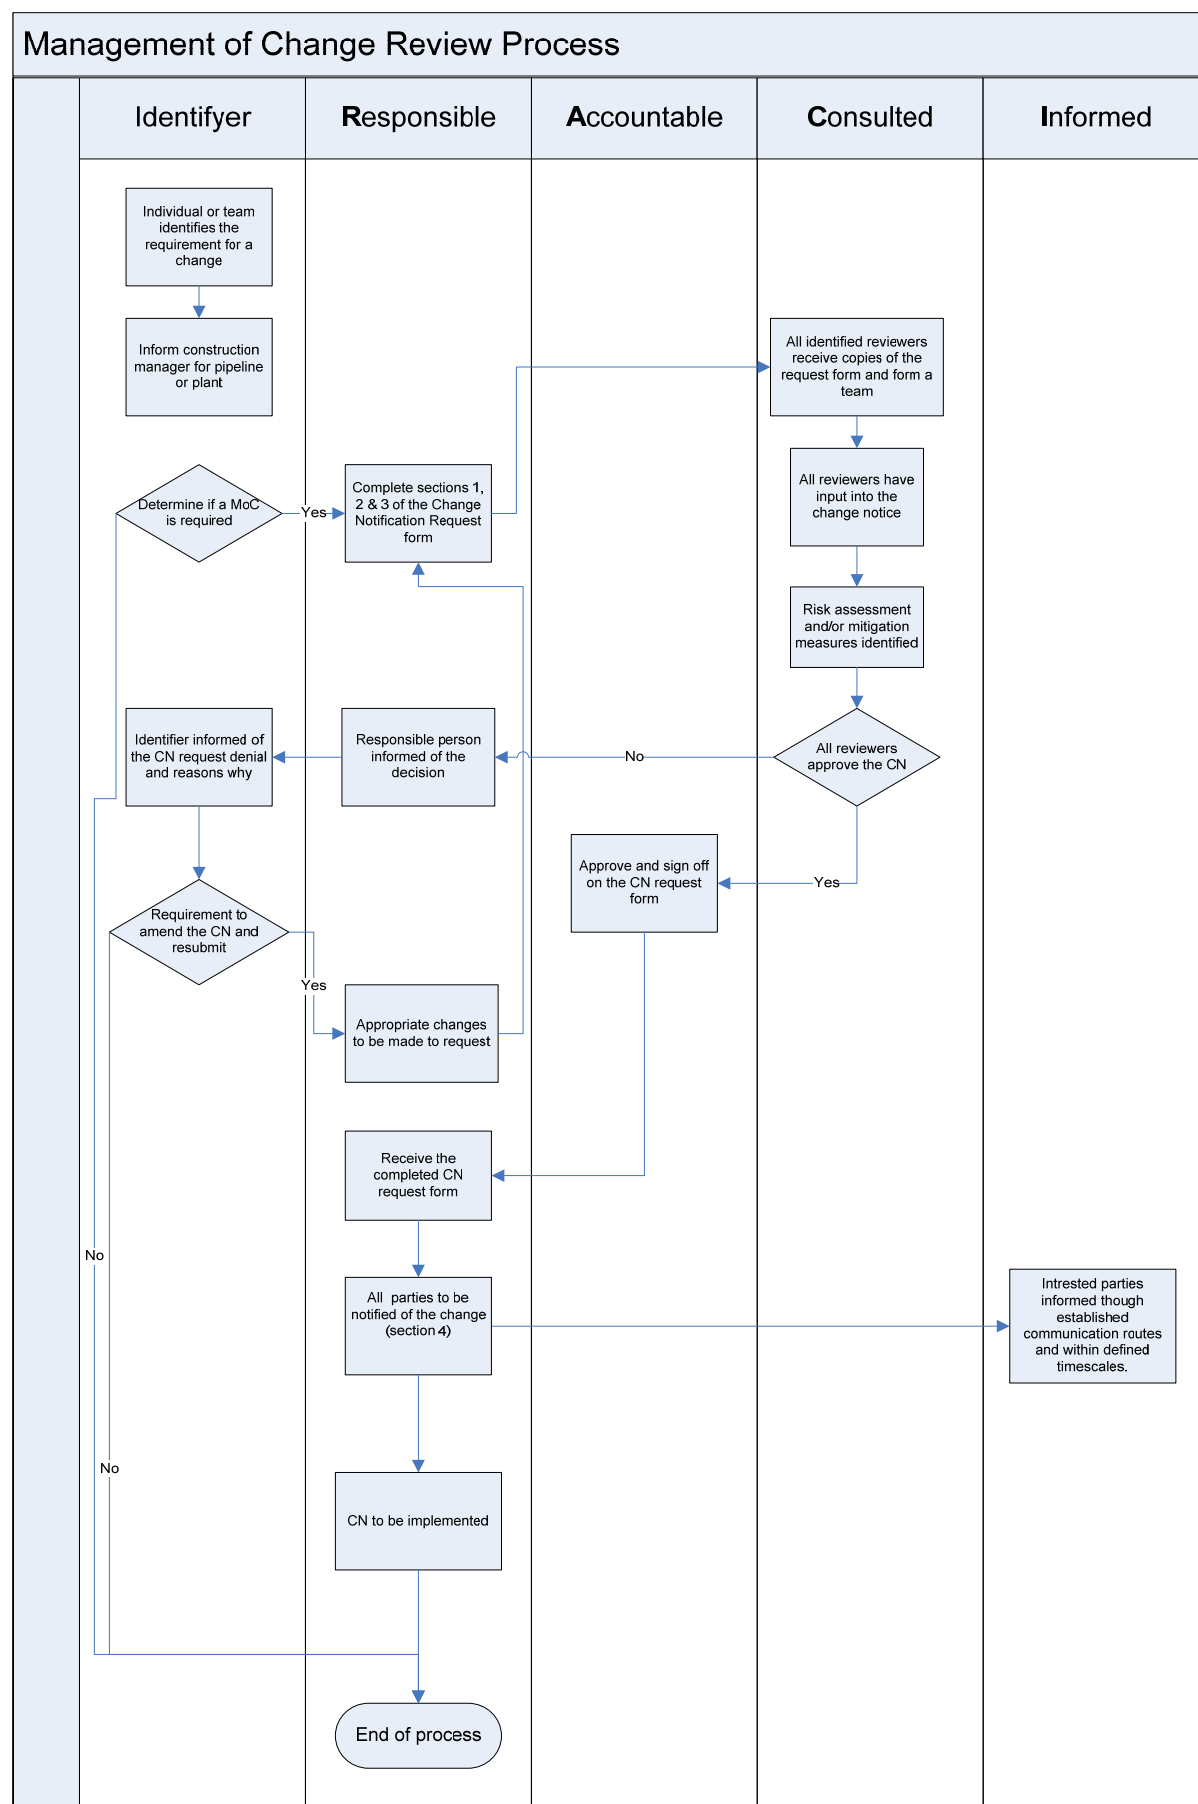 Management of Change Review Process
Identifyer
Responsible
Accountable
Consulted
Informed
Individual or team
identifies the
requirement for a
change
Inform construction
manager for pipeline
or plant
All identified reviewers
receive copies of the
request form and form a
team
Determine if a MoC
is required
Yes
Complete sections 1,
2 & 3 of the Change
Notification Request
form
All reviewers have
input into the
change notice
Risk assessment
and/or mitigation
measures identified
Identifier informed of
the CN request denial
and reasons why
Responsible person
informed of the
decision
No
All reviewers
approve the CN
Approve and sign off
on the CN request
form
Yes
Requirement to
amend the CN and
resubmit
Yes
Appropriate changes
to be made to request
Receive the
completed CN
request form
No
All parties to be
notified of the change
(section 4)
Intrested parties
informed though
established
communication routes
and within defined
timescales.
No
CN to be implemented
End of process